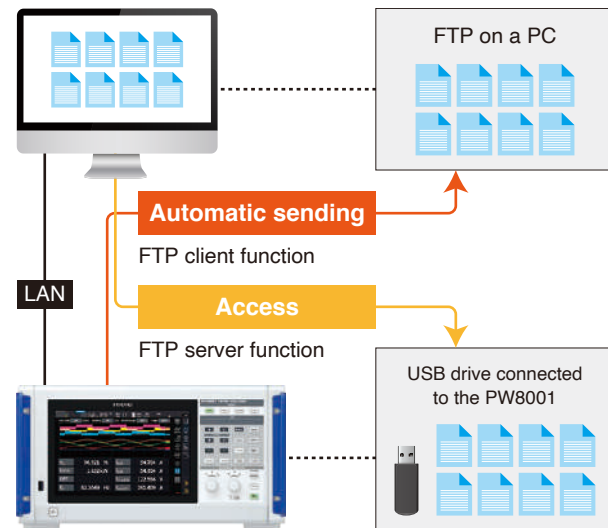 FTP on a PC
Automatic sending
FTP client function
LAN
Access
FTP server function
USB drive connected
to the PW8001